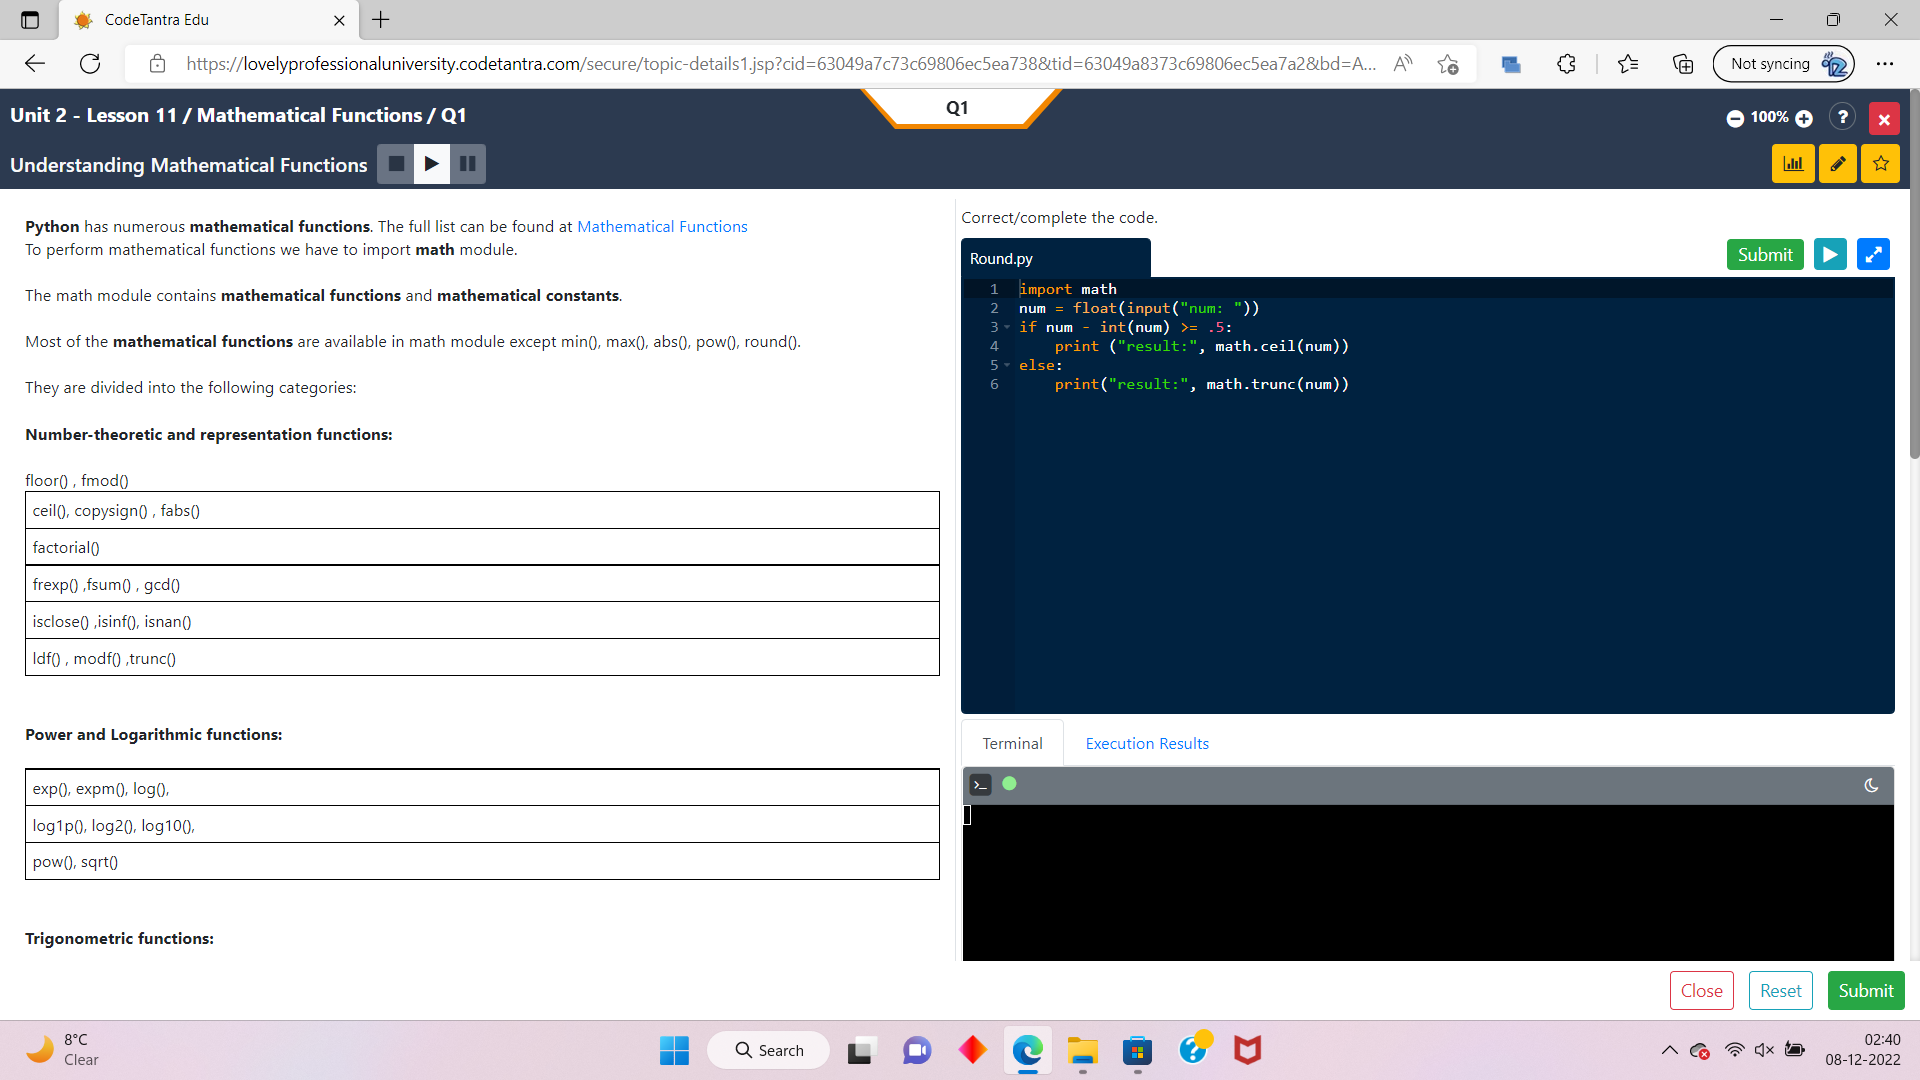 CodeTantra Edu
https://lovelyprofessionaluniversity.codetantra.com/secure/topic-details1.jsp?cid=63049a7c73c69806ec5ea738&tid=63049a8373c69806ec5ea7a2&bd=A...
Not syncing
Unit 2 - Lesson 11 / Mathematical Functions / Q1
Q1
100%
?
Understanding Mathematical Functions
Python has numerous mathematical functions. The full list can be found at Mathematical Functions
To perform mathematical functions we have to import math module.
The math module contains mathematical functions and mathematical constants.
Most of the mathematical functions are available in math module except min(), max(), abs(), pow(), round().
They are divided into the following categories:
Number-theoretic and representation functions:
floor() , fmod()
ceil(), copysign() , fabs()
factorial()
frexp() ,fsum() , gcd()
isclose() ,isinf(), isnan()
ldf() , modf() ,trunc()
Power and Logarithmic functions:
exp(), expm(), log(),
log1p(), log2(), log10(),
pow(), sqrt()
Trigonometric functions:
Correct/complete the code.
Round.py
Submit
1 import math
2 num = float(input("num: "))
3 if num - int(num) >= .5:
4 print ("result:", math.ceil(num))
5 else:
6 print("result:", math.trunc(num))
Terminal
Execution Results
Close
Reset
Submit
8°C
Clear
Search
02:40
08-12-2022